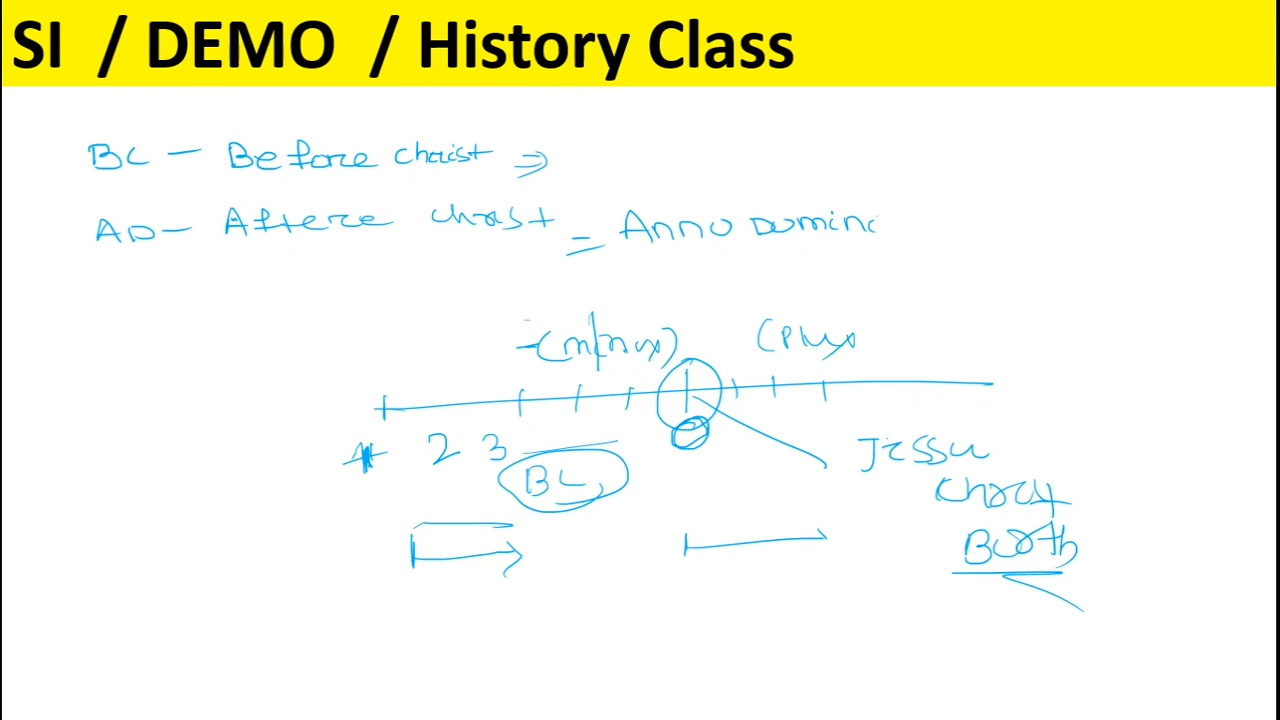 SI / DEMO / History Class
BC - Before christ ⇒
AD - Aftere christ = Anno Domini
-(minus) (Plus
2 3
BC
Jessu
Christ
Birth